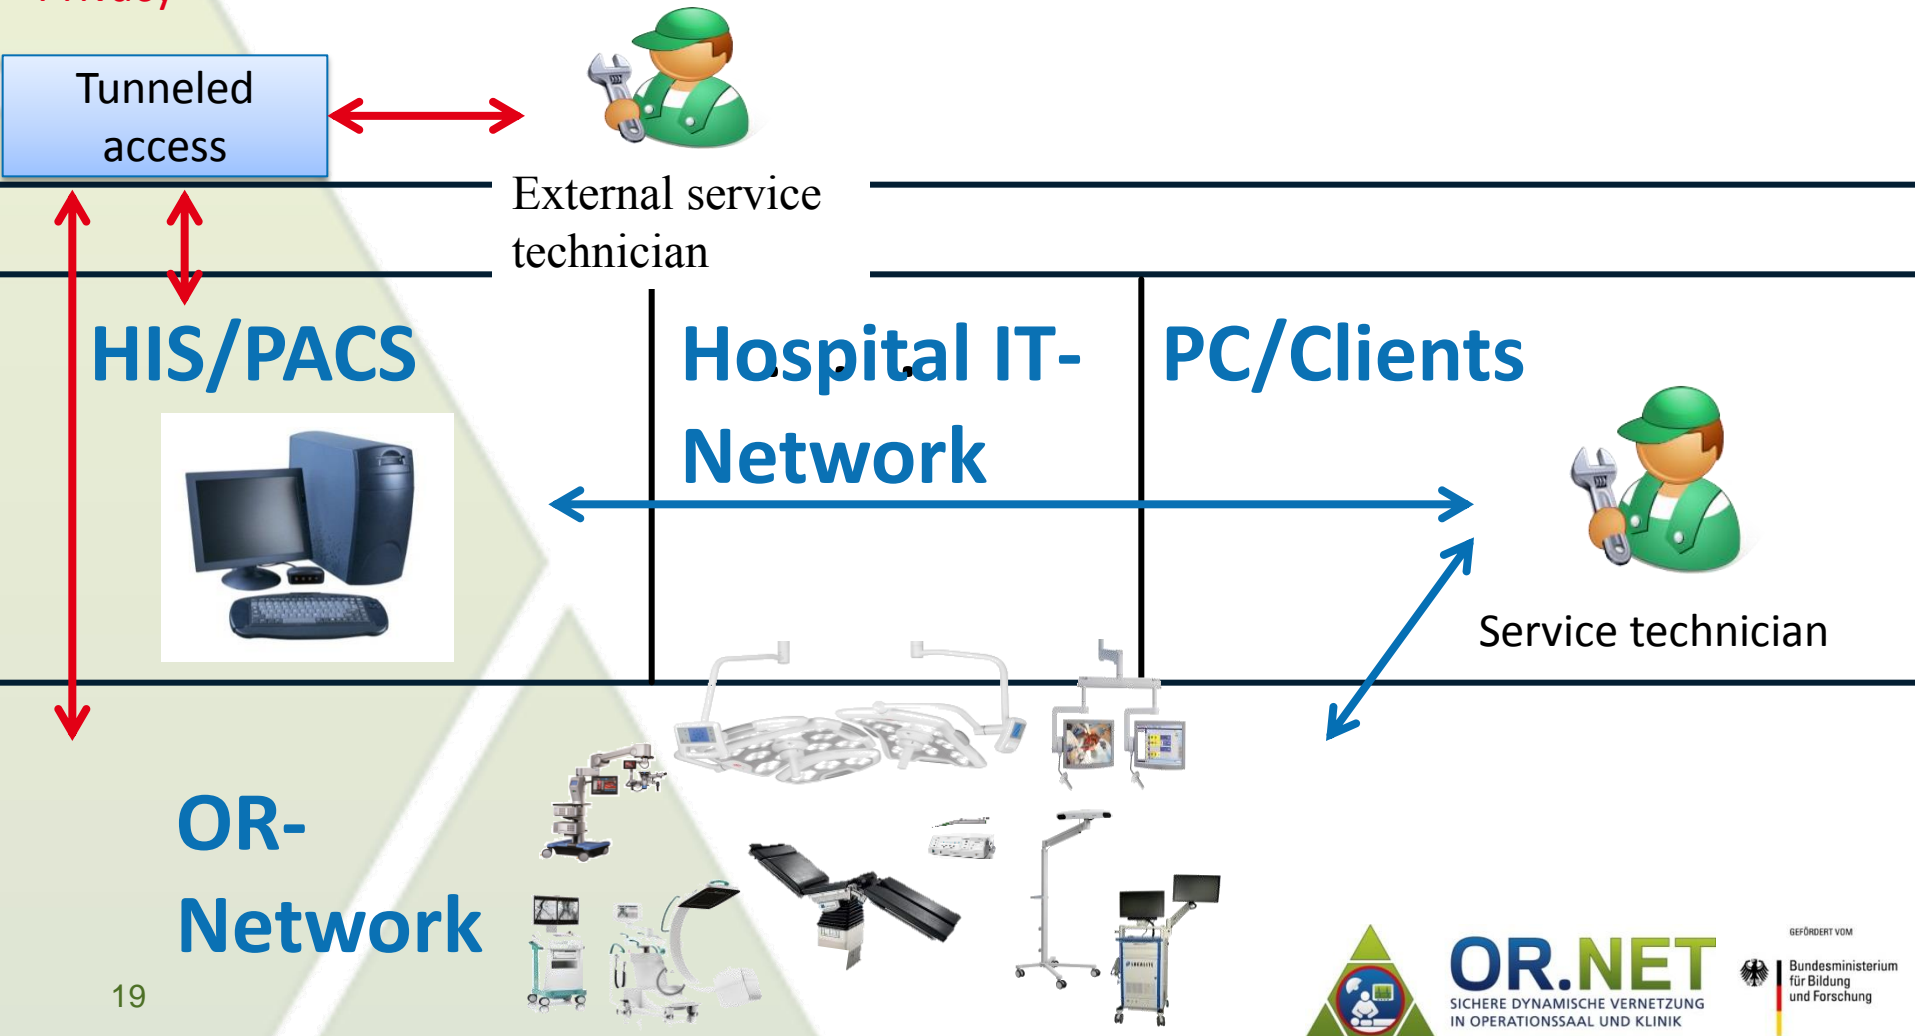 Privacy
Tunneled
access
External service
technician
HIS/PACS
Hospital IT-
Network
PC/Clients
...
Service technician
OR-
Network
19
OR.NET
SICHERE DYNAMISCHE VERNETZUNG
IN OPERATIONSSAAL UND KLINIK
GEFÖRDERT VOM
Bundesministerium
für Bildung
und Forschung